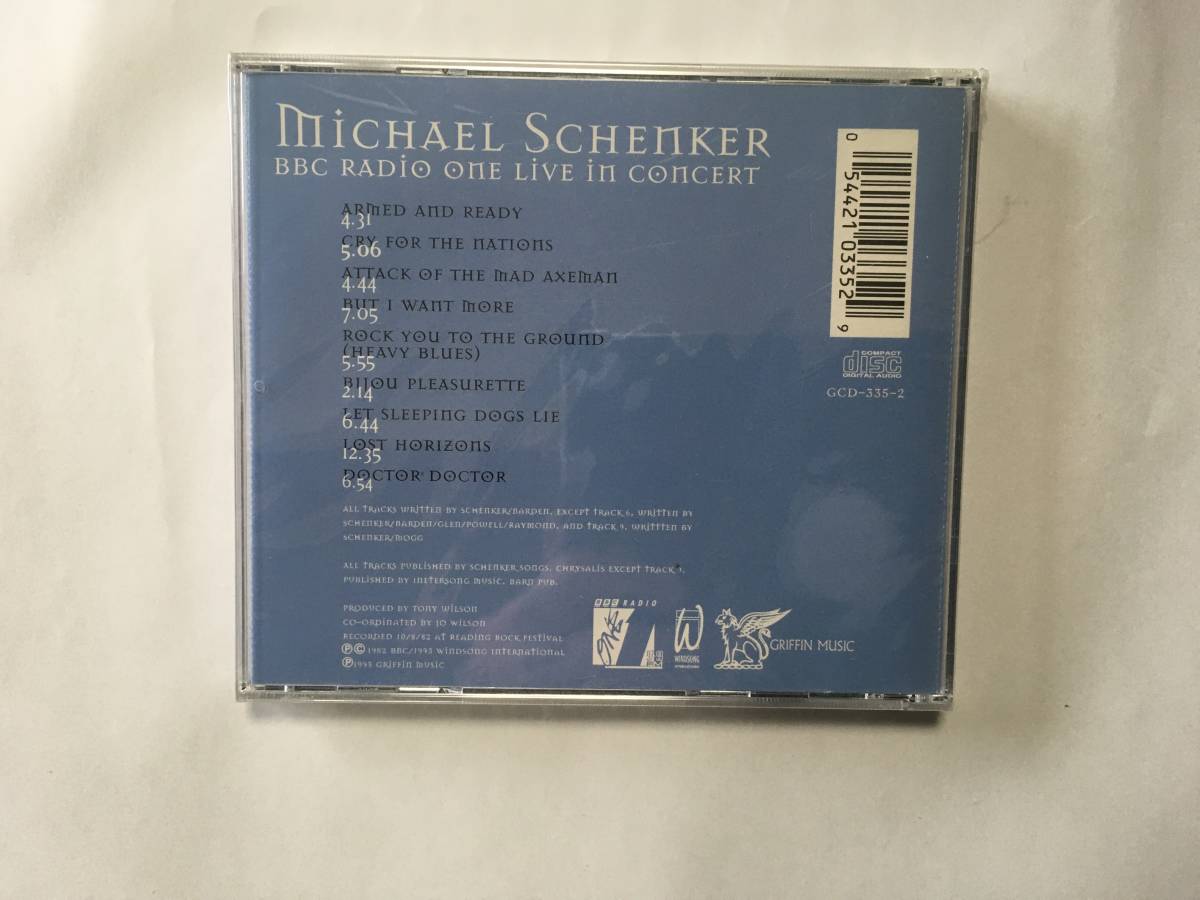 Michael Schenker
BBC Radio One Live in Concert
Armed and Ready
4.31
Cry for the Nations
5.06
Attack of the Mad Axeman
4.44
But I Want More
7.05
Rock You to the Ground
(Heavy Blues)
5.55
Bijou Pleasurette
2.14
Let Sleeping Dogs Lie
6.44
Lost Horizons
12.35
Doctor Doctor
6.54
All tracks written by Schenker/Barden, except track 6, written by
Schenker/Barden/Glen/Powell/Raymond, and track 9, writtten by
Schenker/Mogg
All tracks published by Schenker Songs, Chrysalis except track 9,
published by Intersong Music, Barn Pub.
Produced by Tony Wilson
Co-ordinated by Jo Wilson
Recorded 10/8/82 at Reading Rock Festival
℗© 1982 BBC/1993 Windsong International
℗1995 Griffin Music
BBC RADIO
ONE
1
FM
W
WINDSONG
Griffin Music
0 54421 03352 9
COMPACT
disc
DIGITAL AUDIO
GCD-335-2